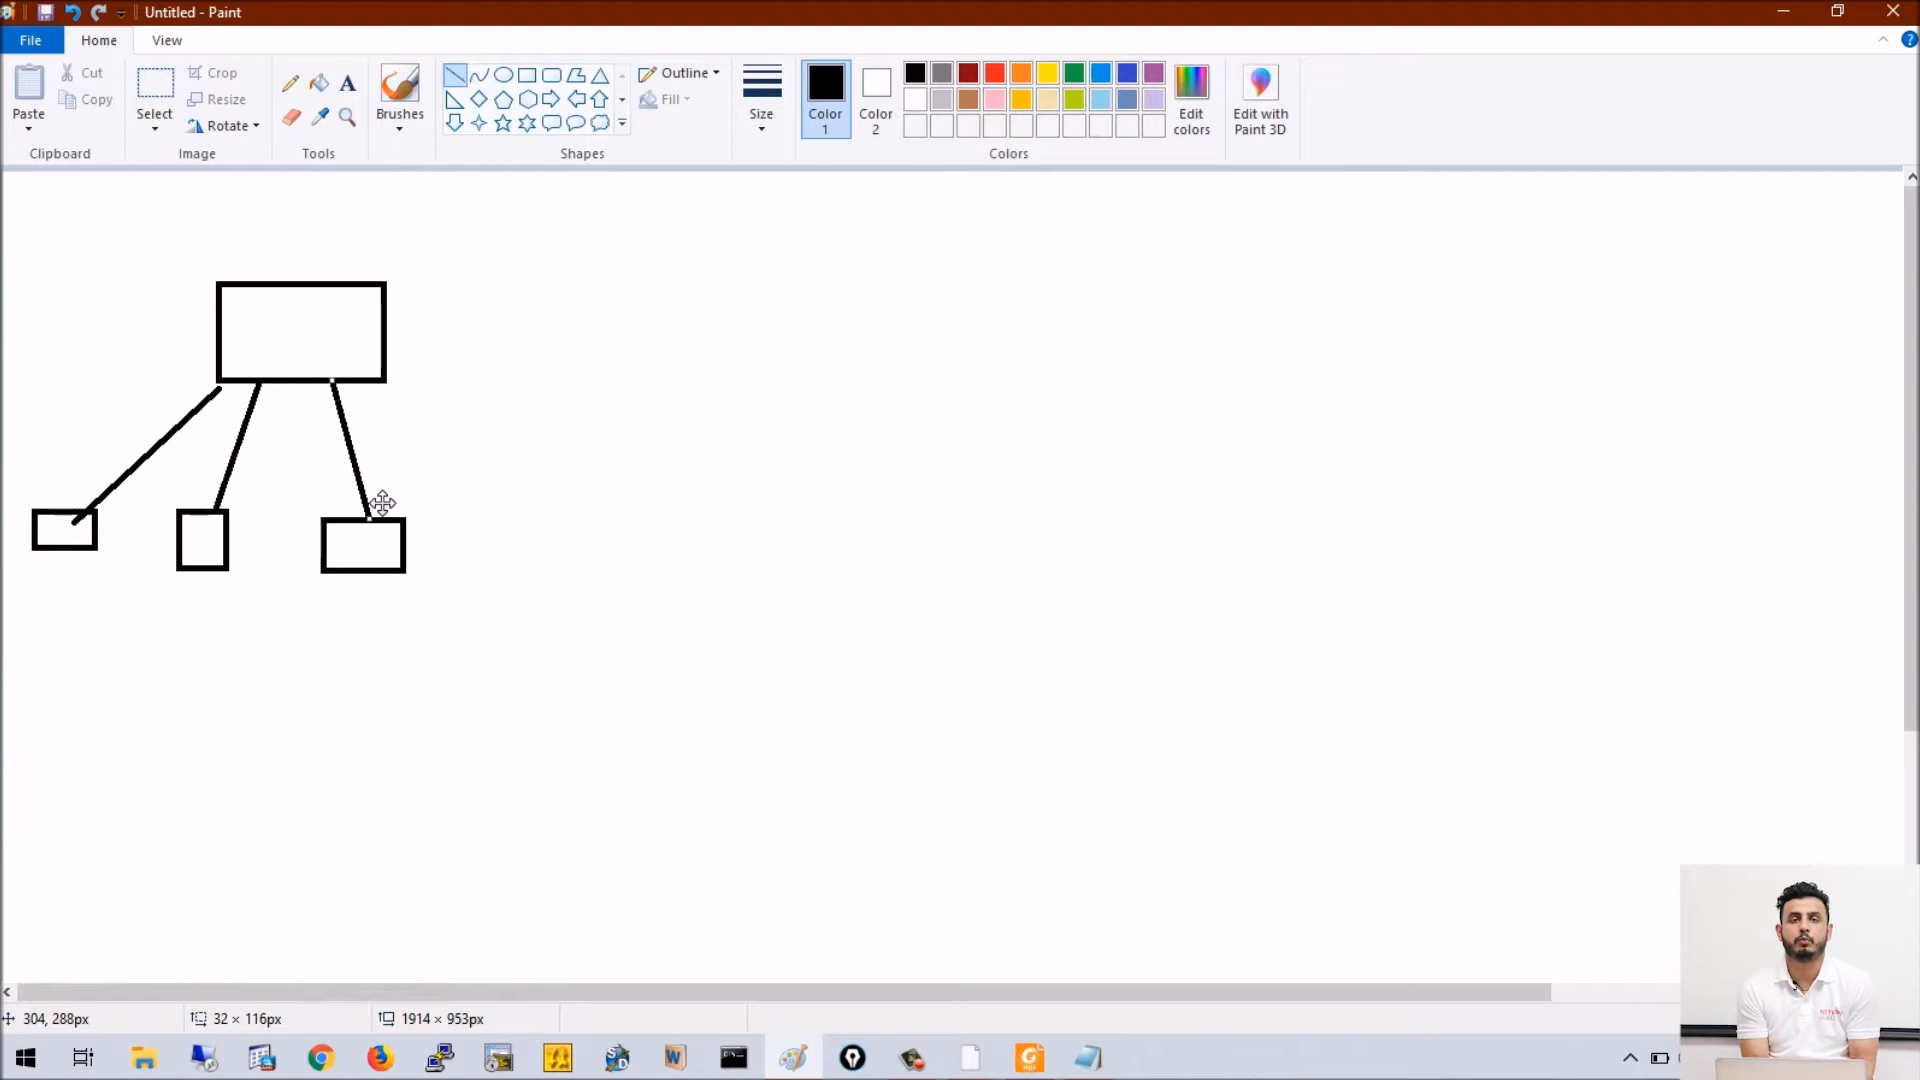 Untitled - Paint
File Home View
Paste
Cut
Copy
Clipboard
Select
Crop
Resize
Rotate
Image
Tools
Brushes
Shapes
Outline
Fill
Size
Color 1
Color 2
Edit colors
Colors
Edit with Paint 3D
304, 288px
32 × 116px
1914 × 953px